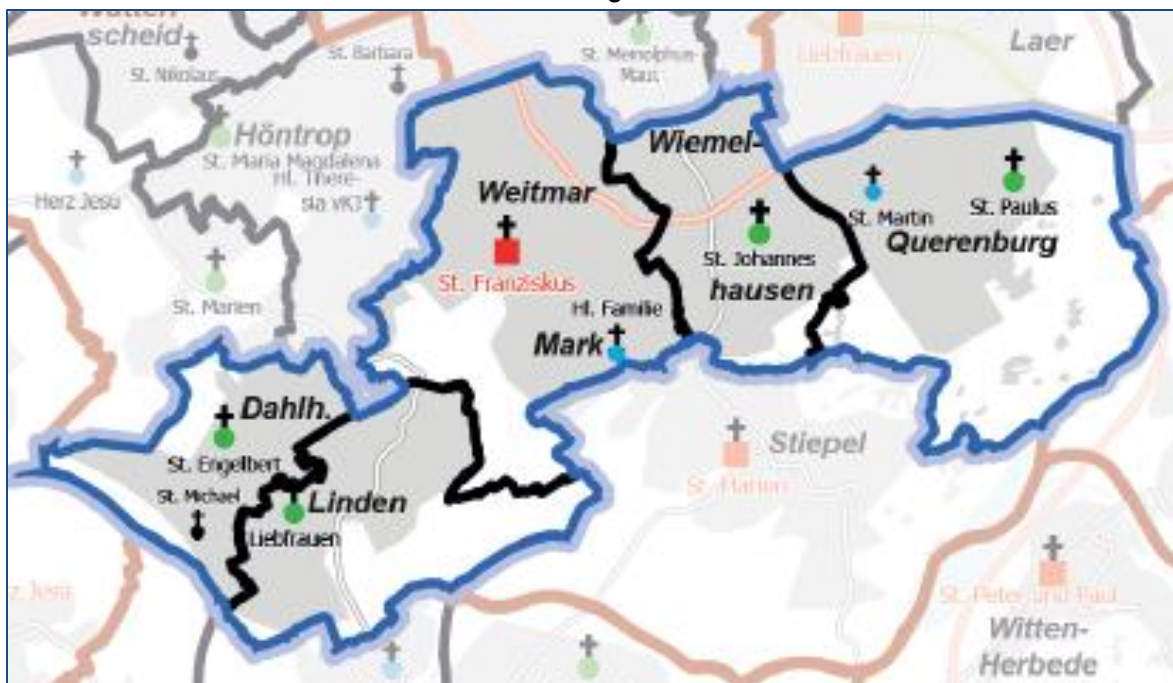 Watten-
scheid
St. Nikolaus
St. Barbara
St. Meinolphus-
Maur.
Liebfrauen
Laer
Höntrop
St. Maria Magdalena
Hl. There-
sia vKJ
Herz Jesu
St. Marien
Weitmar
St. Franziskus
Wiemel-
St. Johannes
hausen
St. Martin
St. Paulus
Querenburg
Hl. Familie
Mark
Dahlh.
St. Engelbert
St. Michael
Linden
Liebfrauen
Stiepel
St. Marien
Herz Jesu
St. Peter und Paul
Witten-
Herbede